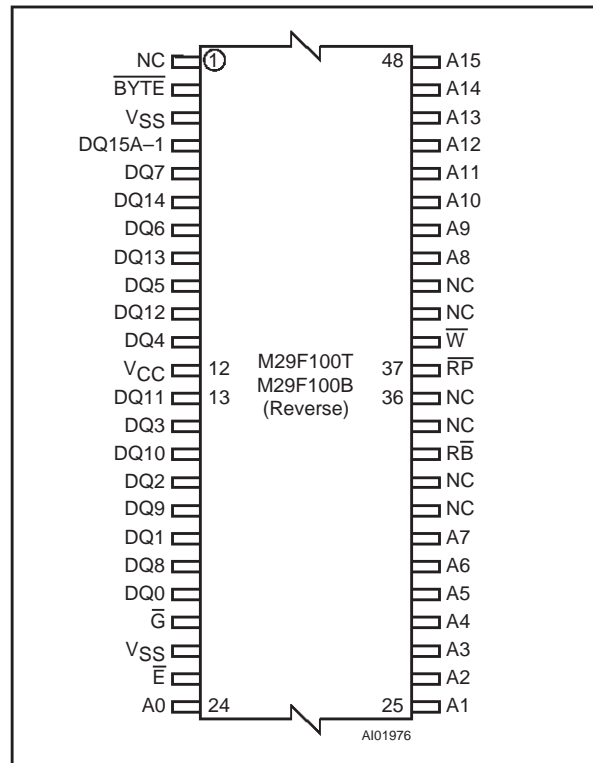 NC 1 48 A15
B̅Y̅T̅E̅ A14
VSS A13
DQ15A–1 A12
DQ7 A11
DQ14 A10
DQ6 A9
DQ13 A8
DQ5 NC
DQ12 NC
DQ4 W̅
VCC 12 M29F100T 37 R̅P̅
DQ11 13 M29F100B 36 NC
(Reverse)
DQ3 NC
DQ10 RB̅
DQ2 NC
DQ9 NC
DQ1 A7
DQ8 A6
DQ0 A5
G̅ A4
VSS A3
E̅ A2
A0 24 25 A1
AI01976